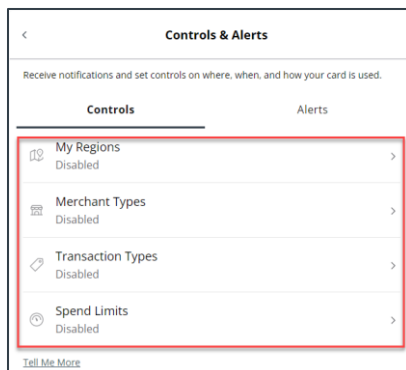 Controls & Alerts
Receive notifications and set controls on where, when, and how your card is used.
Controls
Alerts
My Regions
Disabled
Merchant Types
Disabled
Transaction Types
Disabled
Spend Limits
Disabled
Tell Me More